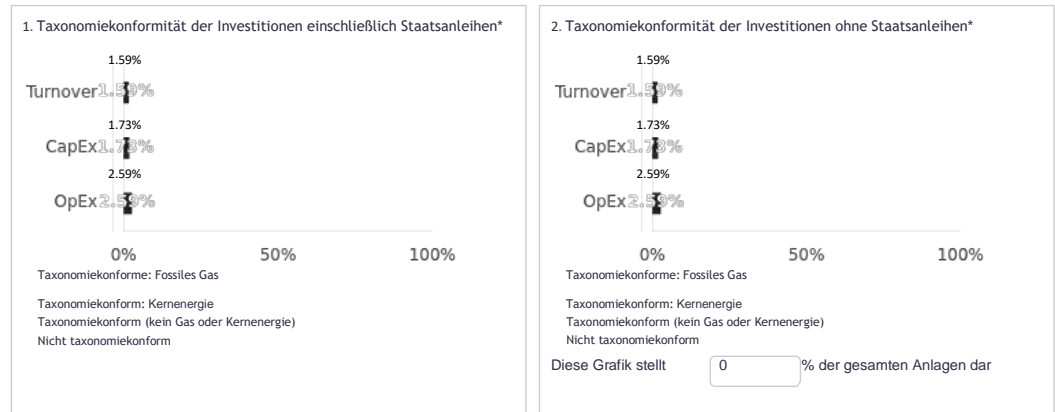 1. Taxonomiekonformität der Investitionen einschließlich Staatsanleihen*
1.59%
Turnover 1.59%
1.73%
CapEx 1.73%
2.59%
OpEx 2.59%
0% 50% 100%
Taxonomiekonforme: Fossiles Gas
Taxonomiekonform: Kernenergie
Taxonomiekonform (kein Gas oder Kernenergie)
Nicht taxonomiekonform
2. Taxonomiekonformität der Investitionen ohne Staatsanleihen*
1.59%
Turnover 1.59%
1.73%
CapEx 1.73%
2.59%
OpEx 2.59%
0% 50% 100%
Taxonomiekonforme: Fossiles Gas
Taxonomiekonform: Kernenergie
Taxonomiekonform (kein Gas oder Kernenergie)
Nicht taxonomiekonform
Diese Grafik stellt 0 % der gesamten Anlagen dar